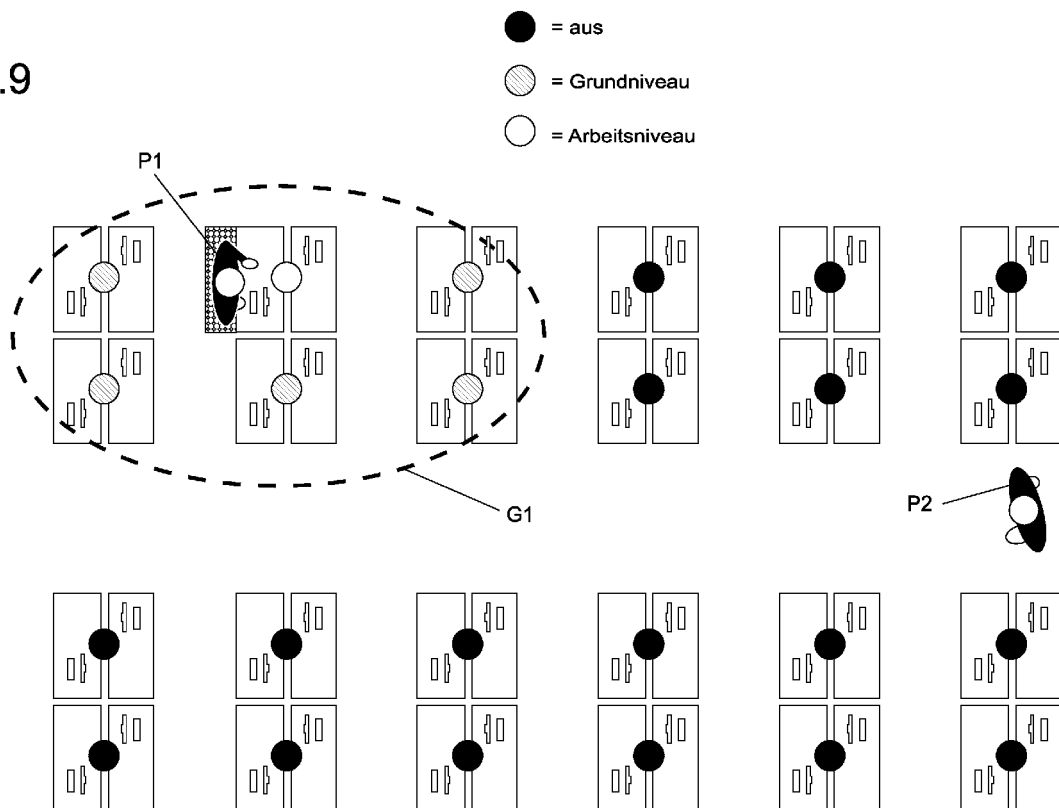 = aus
.9
= Grundniveau
= Arbeitsniveau
P1
G1
P2